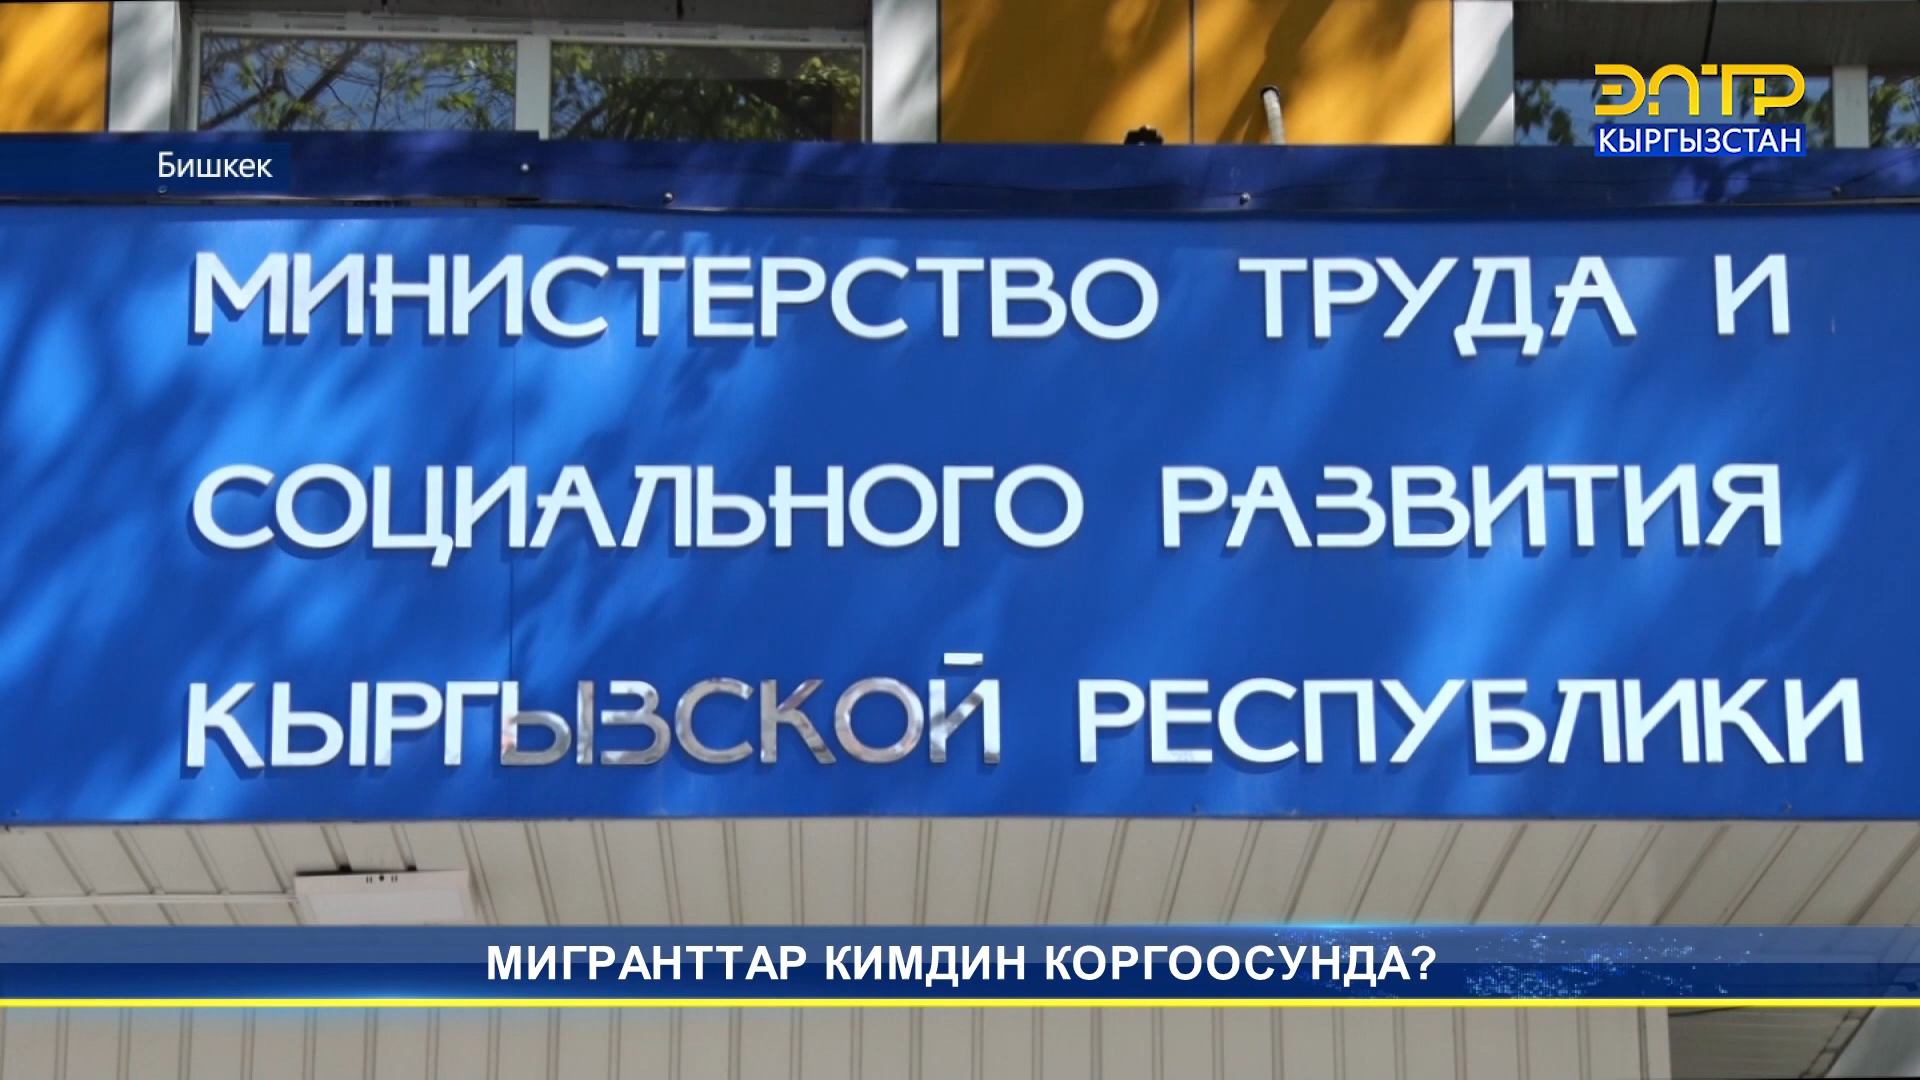 ЭЛТР
КЫРГЫЗСТАН
Бишкек
МИНИСТЕРСТВО ТРУДА И
СОЦИАЛЬНОГО РАЗВИТИЯ
КЫРГЫЗСКОЙ РЕСПУБЛИКИ
МИГРАНТТАР КИМДИН КОРГООСУНДА?